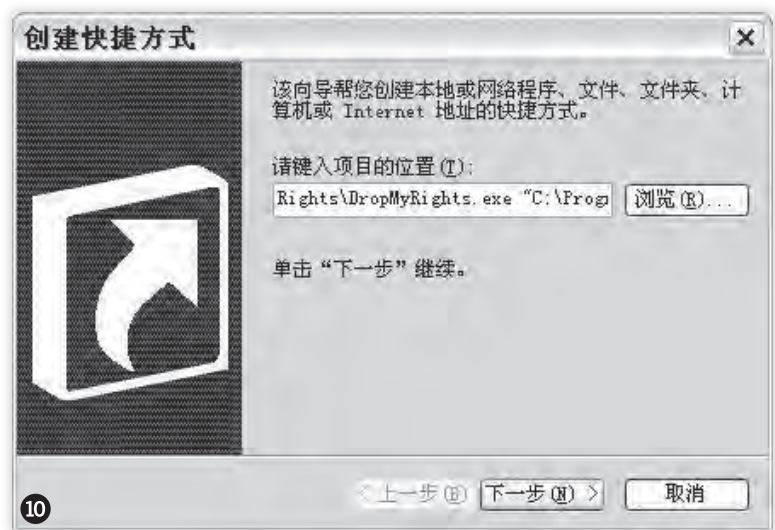 创建快捷方式
该向导帮您创建本地或网络程序、文件、文件夹、计
算机或 Internet 地址的快捷方式。
请键入项目的位置(T):
Rights\DropMyRights.exe "C:\Prog
浏览(R)...
单击“下一步”继续。
<上一步(B)
下一步(N) >
取消
10